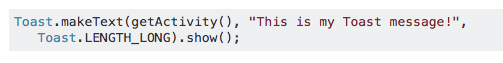 Toast.makeText(getActivity(), "This is my Toast message!",
   Toast.LENGTH_LONG).show();